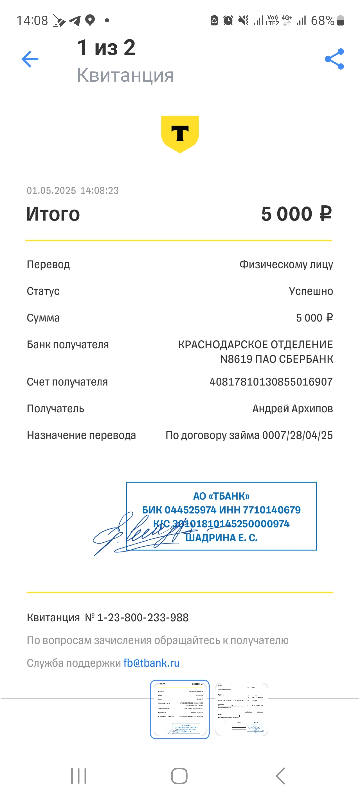 14:08
Vo)) LTE2 4G+ 68%
1 из 2
Квитанция
Т
01.05.2025 14:08:23
Итого 5 000 ₽
Перевод Физическому лицу
Статус Успешно
Сумма 5 000 ₽
Банк получателя КРАСНОДАРСКОЕ ОТДЕЛЕНИЕ
N8619 ПАО СБЕРБАНК
Счет получателя 40817810130855016907
Получатель Андрей Архипов
Назначение перевода По договору займа 0007/28/04/25
АО «ТБАНК»
БИК 044525974 ИНН 7710140679
К/С 30101810145250000974
ШАДРИНА Е. С.
Квитанция № 1-23-800-233-988
По вопросам зачисления обращайтесь к получателю
Служба поддержки fb@tbank.ru